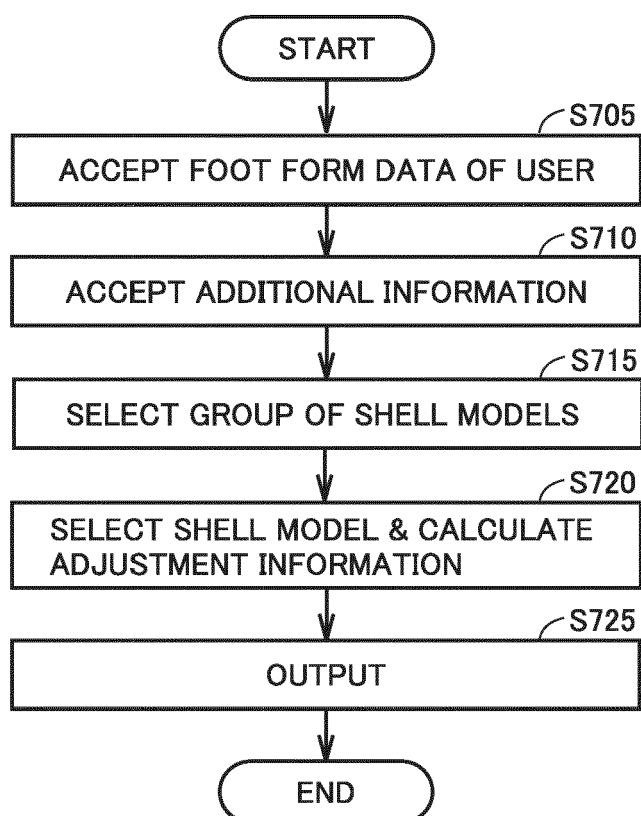 START
S705
ACCEPT FOOT FORM DATA OF USER
S710
ACCEPT ADDITIONAL INFORMATION
S715
SELECT GROUP OF SHELL MODELS
S720
SELECT SHELL MODEL & CALCULATE
ADJUSTMENT INFORMATION
S725
OUTPUT
END